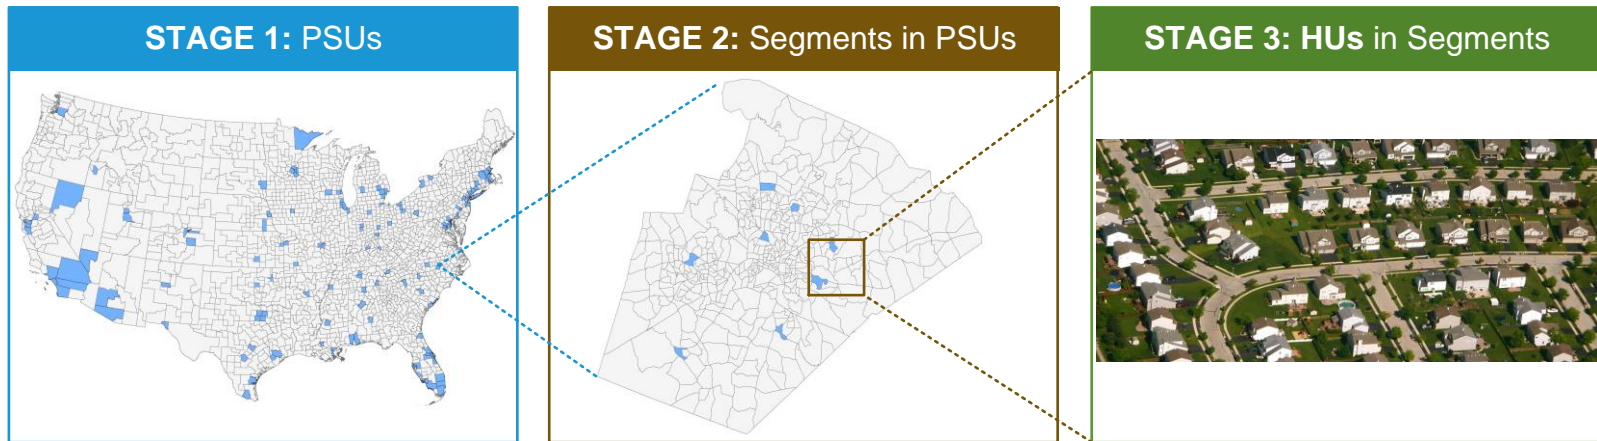 STAGE 1: PSUs
STAGE 2: Segments in PSUs
STAGE 3: HUs in Segments